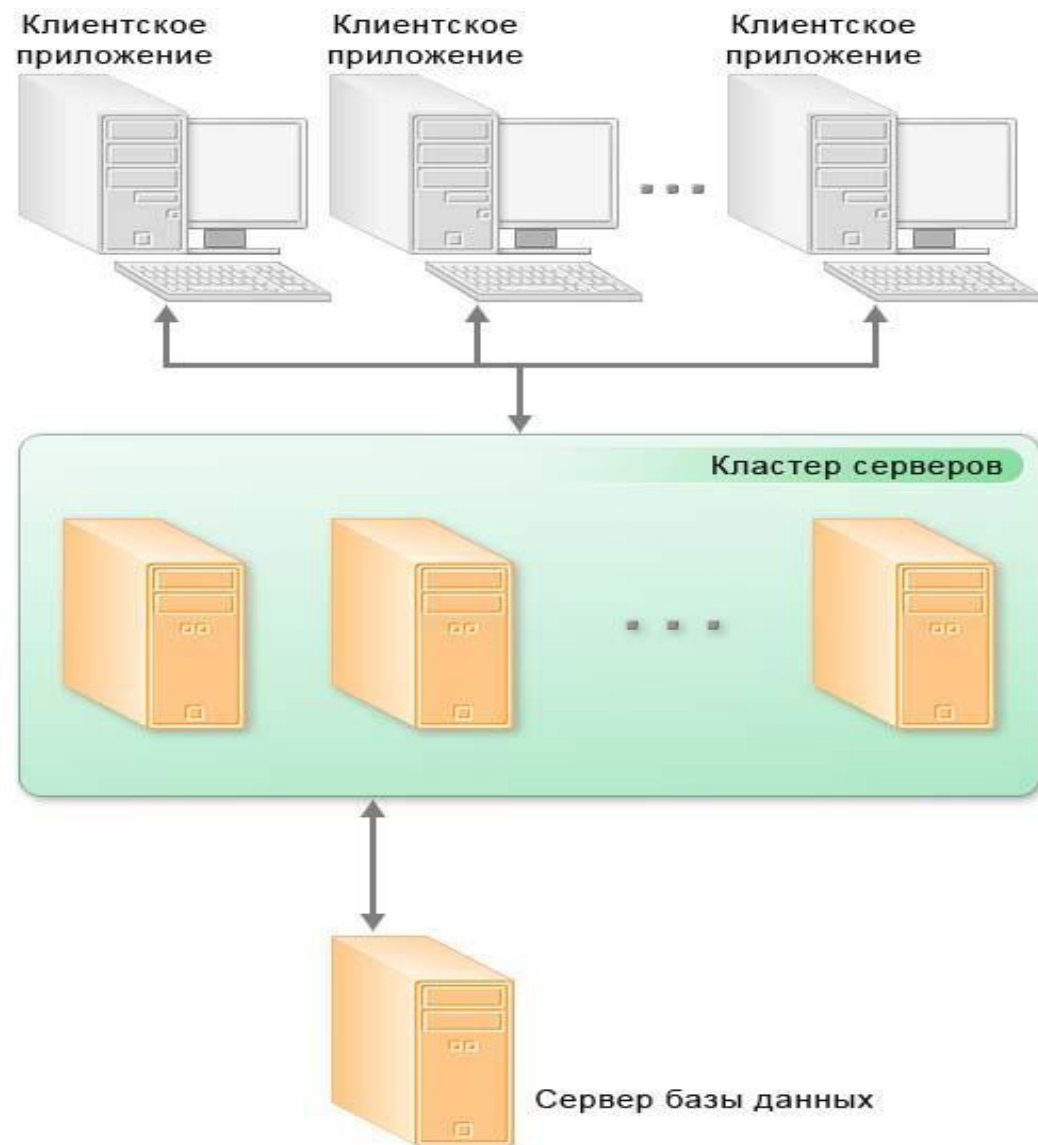 Клиентское
приложение
Клиентское
приложение
Клиентское
приложение
Кластер серверов
Сервер базы данных